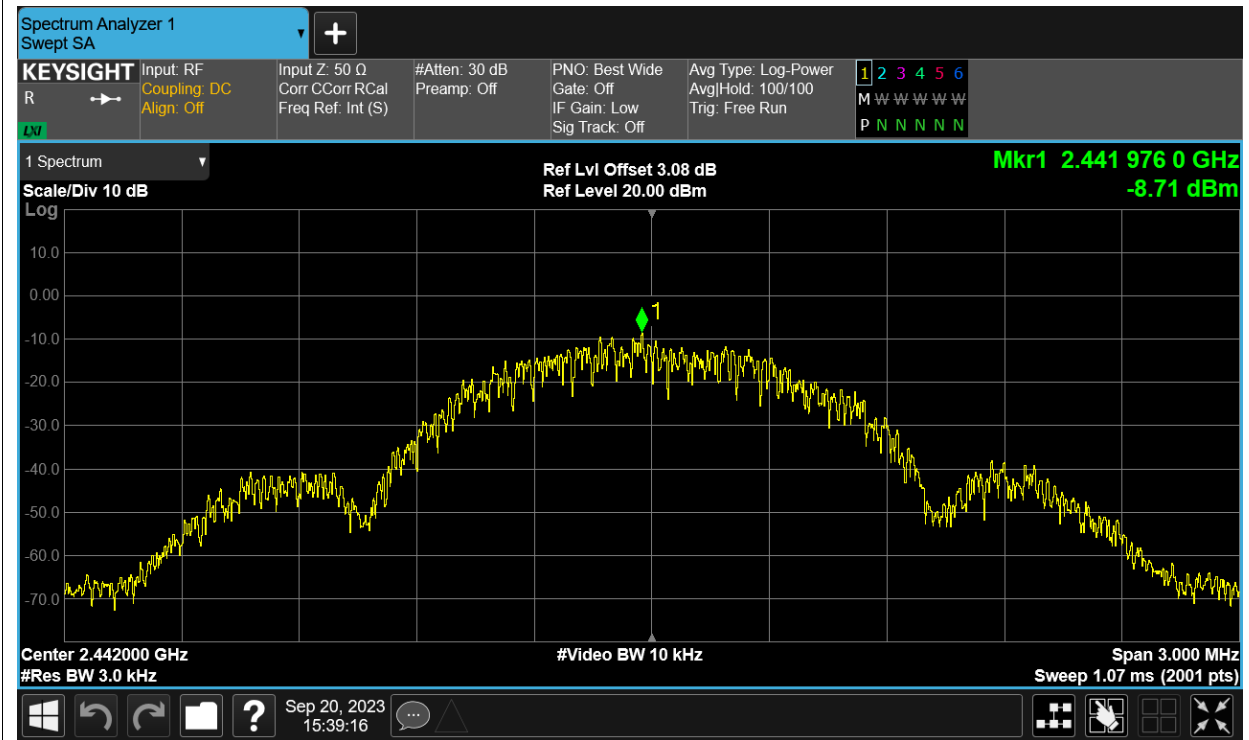 Spectrum Analyzer 1
Swept SA
▼
+
KEYSIGHT
R
LXI
Input: RF
Coupling: DC
Align: Off
Input Z: 50 Ω
Corr CCorr RCal
Freq Ref: Int (S)
#Atten: 30 dB
Preamp: Off
PNO: Best Wide
Gate: Off
IF Gain: Low
Sig Track: Off
Avg Type: Log-Power
Avg|Hold: 100/100
Trig: Free Run
1 2 3 4 5 6
M W W W W W
P N N N N N
1 Spectrum
▼
Scale/Div 10 dB
Ref Lvl Offset 3.08 dB
Ref Level 20.00 dBm
Mkr1 2.441 976 0 GHz
-8.71 dBm
Log
10.0
0.00
-10.0
-20.0
-30.0
-40.0
-50.0
-60.0
-70.0
1
Center 2.442000 GHz
#Res BW 3.0 kHz
#Video BW 10 kHz
Span 3.000 MHz
Sweep 1.07 ms (2001 pts)
?
Sep 20, 2023
15:39:16